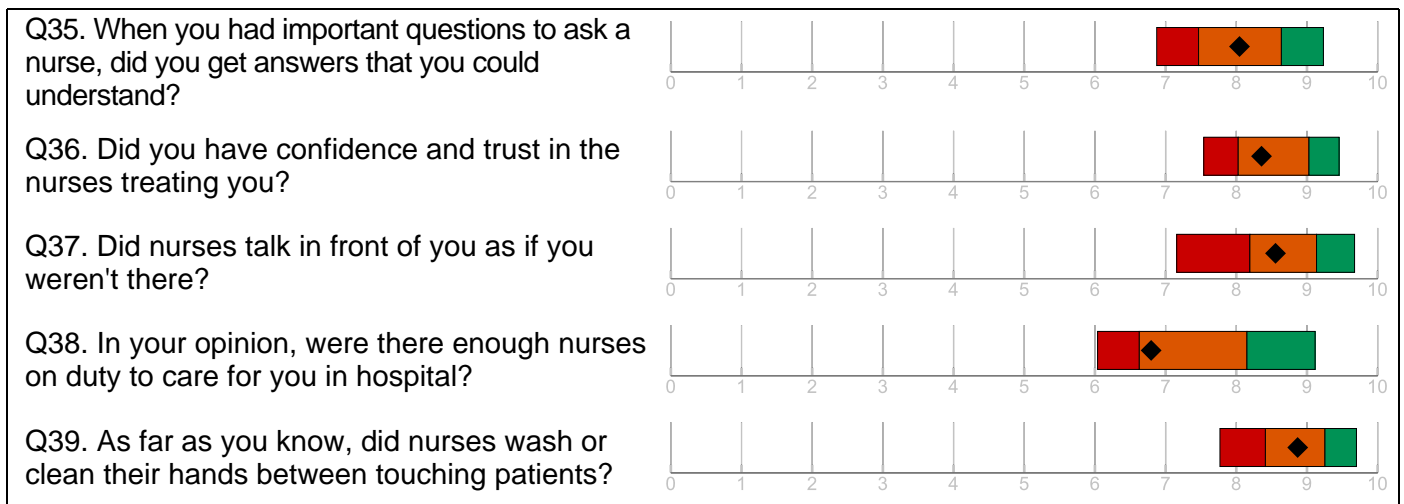 Q35. When you had important questions to ask a
nurse, did you get answers that you could
understand?
0 1 2 3 4 5 6 7 8 9 10
Q36. Did you have confidence and trust in the
nurses treating you?
0 1 2 3 4 5 6 7 8 9 10
Q37. Did nurses talk in front of you as if you
weren't there?
0 1 2 3 4 5 6 7 8 9 10
Q38. In your opinion, were there enough nurses
on duty to care for you in hospital?
0 1 2 3 4 5 6 7 8 9 10
Q39. As far as you know, did nurses wash or
clean their hands between touching patients?
0 1 2 3 4 5 6 7 8 9 10